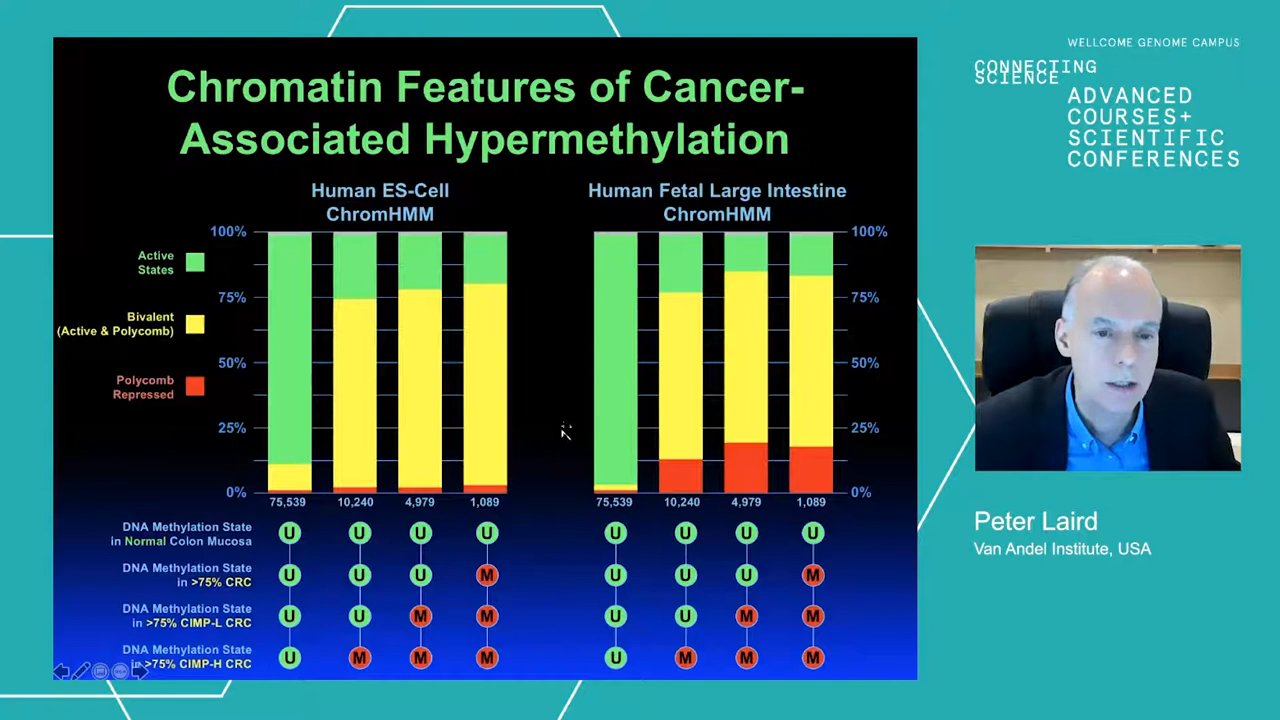 Chromatin Features of Cancer-
Associated Hypermethylation
Human ES-Cell
ChromHMM
Human Fetal Large Intestine
ChromHMM
Active
States
Bivalent
(Active & Polycomb)
Polycomb
Repressed
100%
75%
50%
25%
0%
100%
75%
50%
25%
0%
75,539 10,240 4,979 1,089
75,539 10,240 4,979 1,089
DNA Methylation State
in Normal Colon Mucosa
U U U U U U U U
DNA Methylation State
in >75% CRC
U U U M U U U M
DNA Methylation State
in >75% CIMP-L CRC
U U M M U U M M
DNA Methylation State
in >75% CIMP-H CRC
U M M M U M M M
WELLCOME GENOME CAMPUS
CONNECTING
SCIENCE
ADVANCED
COURSES+
SCIENTIFIC
CONFERENCES
Peter Laird
Van Andel Institute, USA